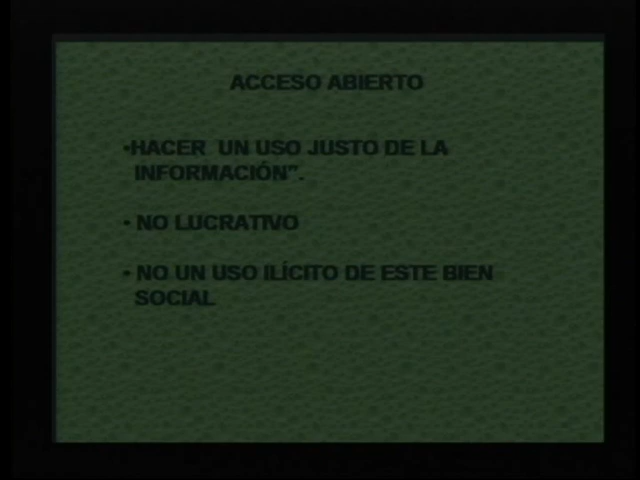 ACCESO ABIERTO
•HACER UN USO JUSTO DE LA
INFORMACIÓN”.
• NO LUCRATIVO
• NO UN USO ILÍCITO DE ESTE BIEN
SOCIAL